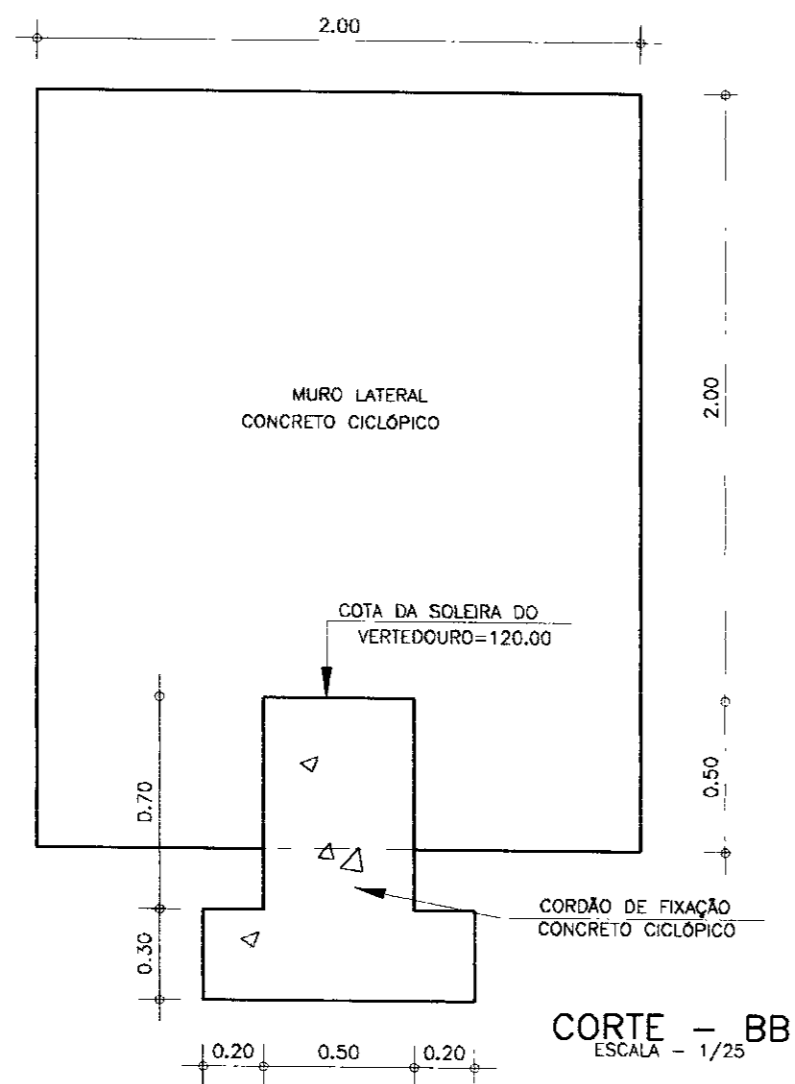 2.00
2.00
MURO LATERAL
CONCRETO CICLÓPICO
COTA DA SOLEIRA DO
VERTEDOURO=120.00
0.70
0.50
0.30
CORDÃO DE FIXAÇÃO
CONCRETO CICLÓPICO
0.20 0.50 0.20
CORTE - BB
ESCALA - 1/25